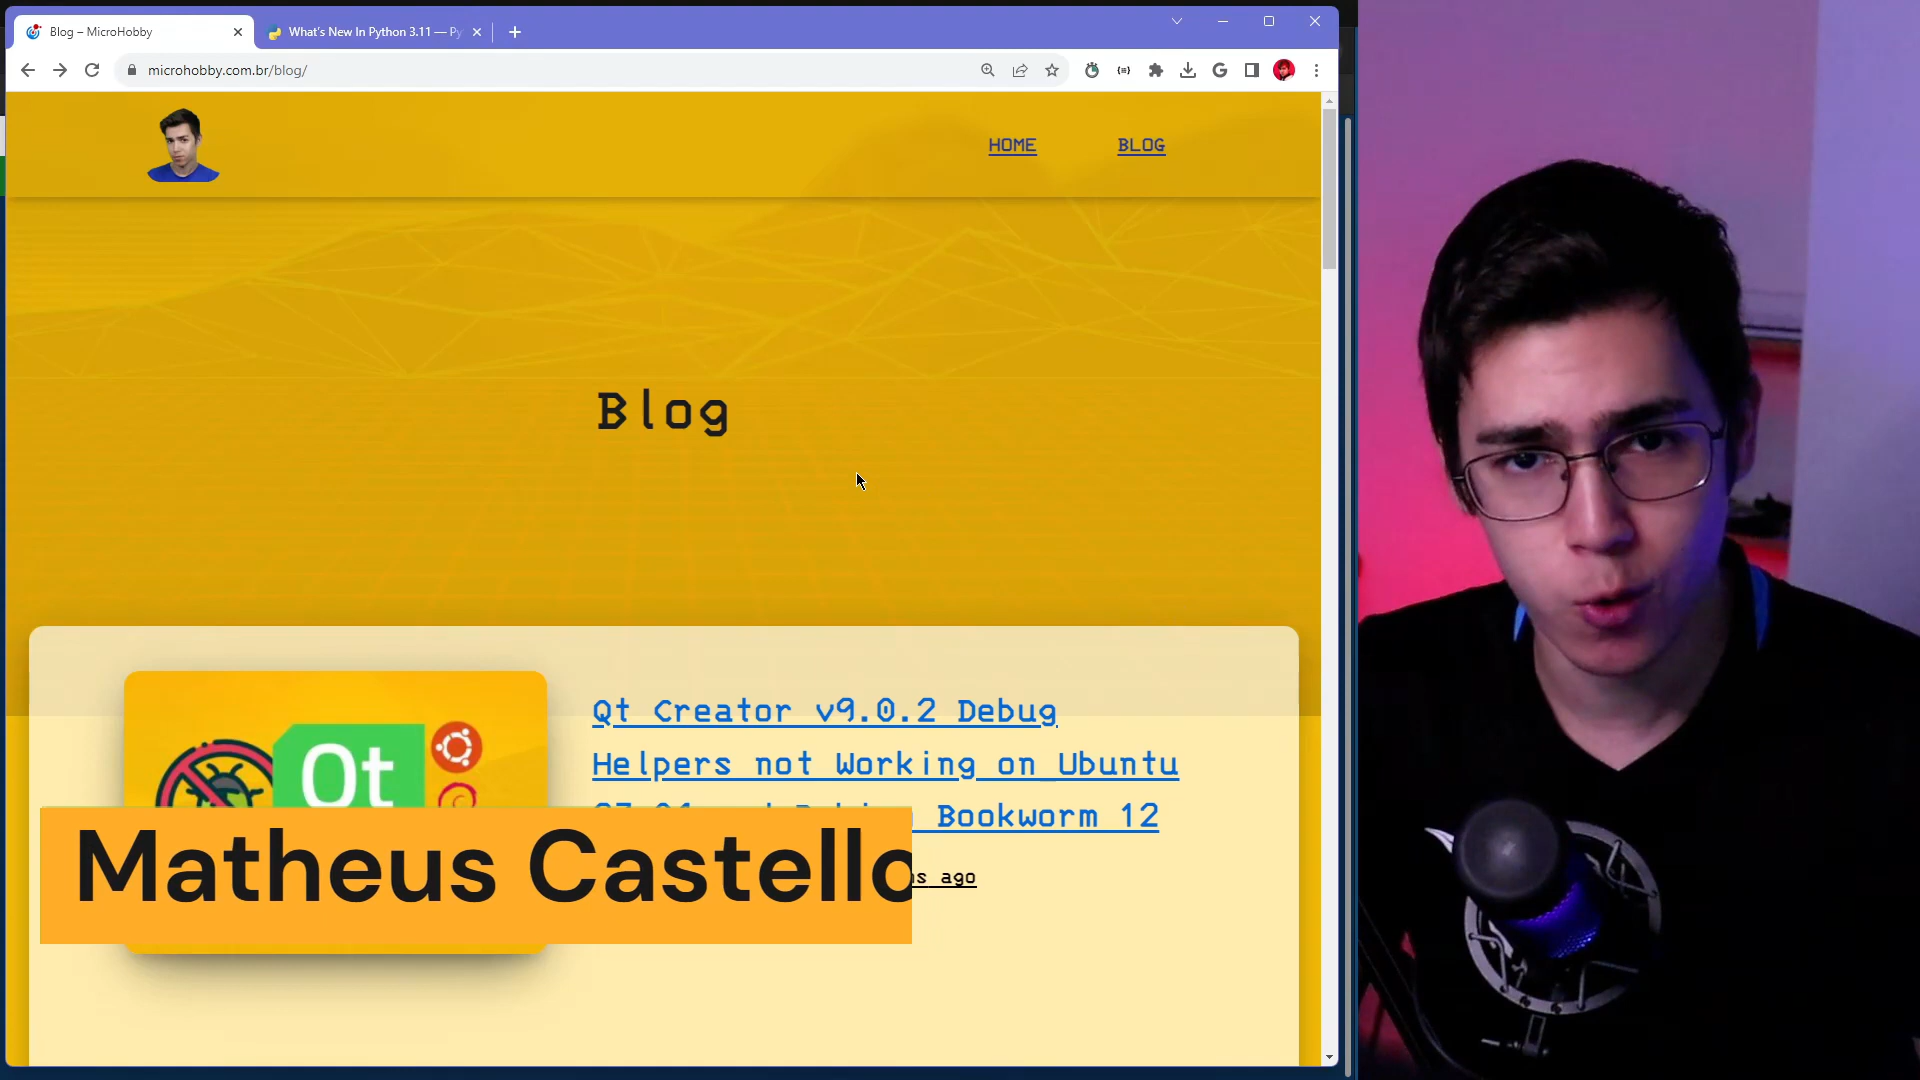 Blog – MicroHobby
What's New In Python 3.11 — Py
microhobby.com.br/blog/
HOME
BLOG
Blog
Qt
Qt Creator v9.0.2 Debug
Helpers not Working on Ubuntu
Bookworm 12
ago
Matheus Castello